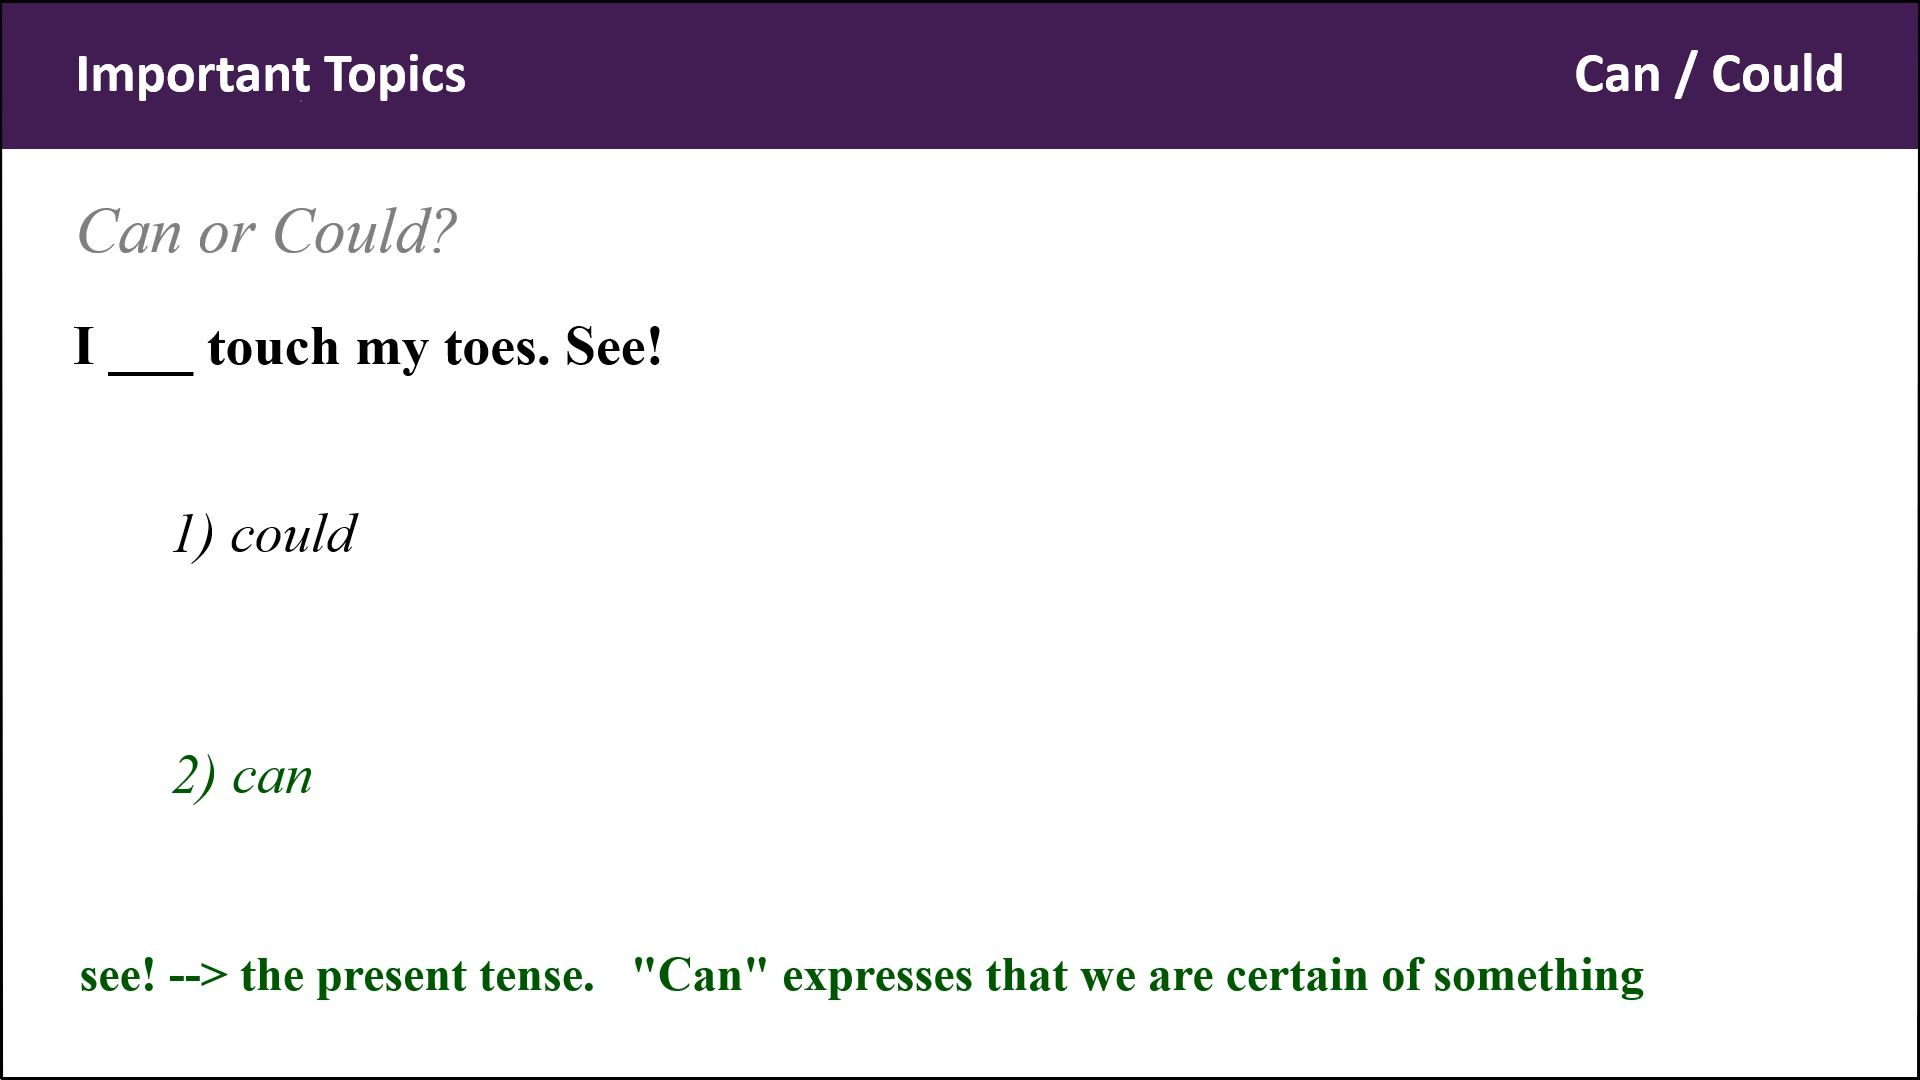 Important Topics
Can / Could
Can or Could?
I ___ touch my toes. See!
1) could
2) can
see! --> the present tense.   "Can" expresses that we are certain of something